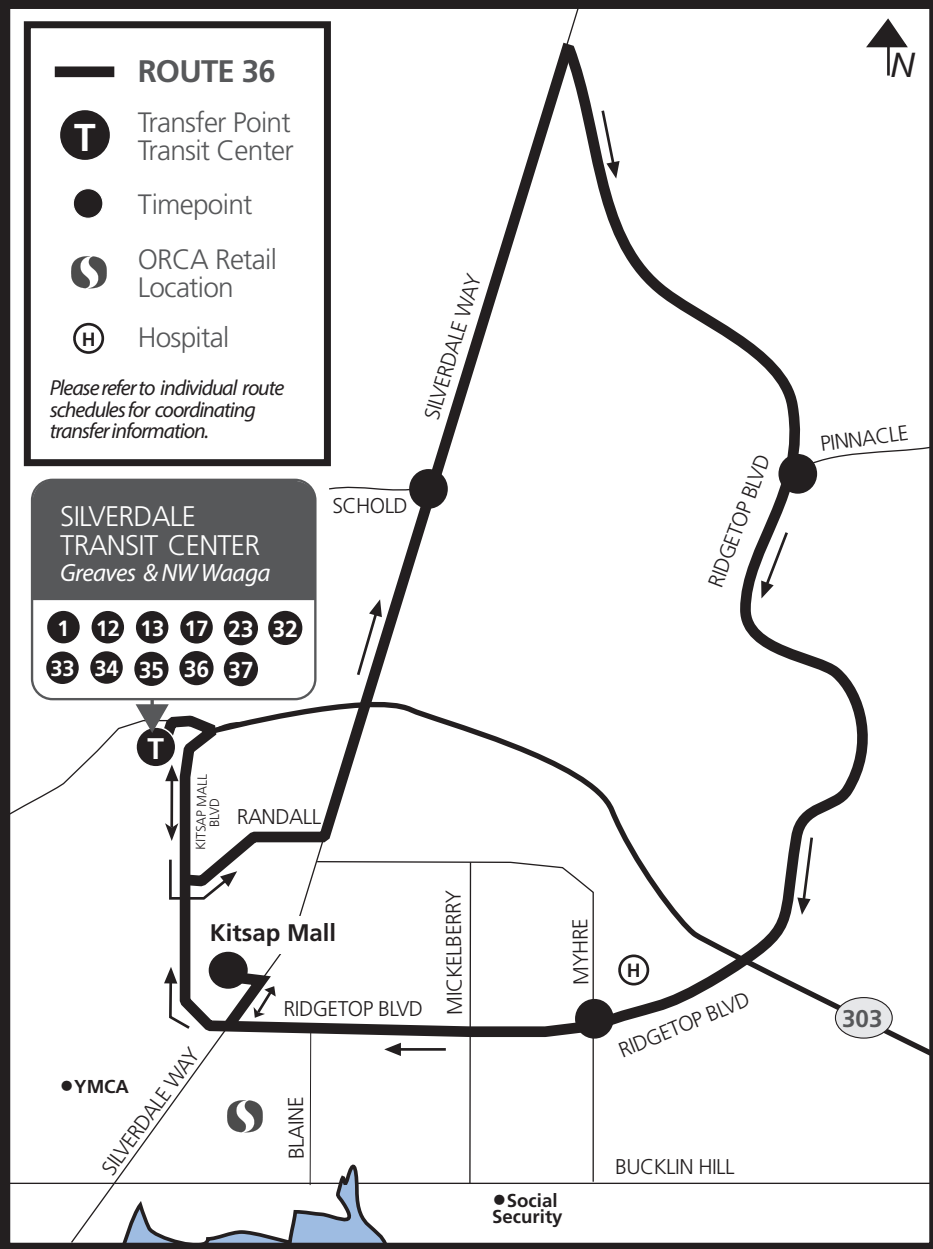 N
ROUTE 36
T
Transfer Point
Transit Center
Timepoint
ORCA Retail
Location
H
Hospital
Please refer to individual route
schedules for coordinating
transfer information.
SILVERDALE WAY
PINNACLE
RIDGETOP BLVD
SCHOLD
SILVERDALE
TRANSIT CENTER
Greaves & NW Waaga
1 12 13 17 23 32
33 34 35 36 37
T
KITSAP MALL
BLVD
RANDALL
Kitsap Mall
MICKELBERRY
MYHRE
H
RIDGETOP BLVD
RIDGETOP BLVD
303
YMCA
SILVERDALE WAY
BLAINE
BUCKLIN HILL
Social
Security